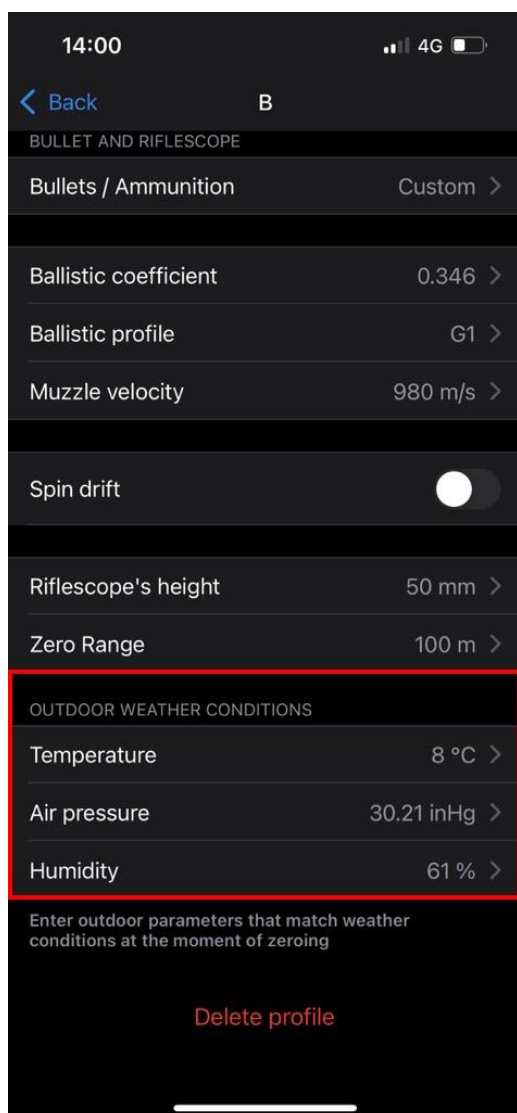 14:00
4G
Back
B
BULLET AND RIFLESCOPE
Bullets / Ammunition Custom
Ballistic coefficient 0.346
Ballistic profile G1
Muzzle velocity 980 m/s
Spin drift
Riflescope's height 50 mm
Zero Range 100 m
OUTDOOR WEATHER CONDITIONS
Temperature 8 °C
Air pressure 30.21 inHg
Humidity 61 %
Enter outdoor parameters that match weather
conditions at the moment of zeroing
Delete profile